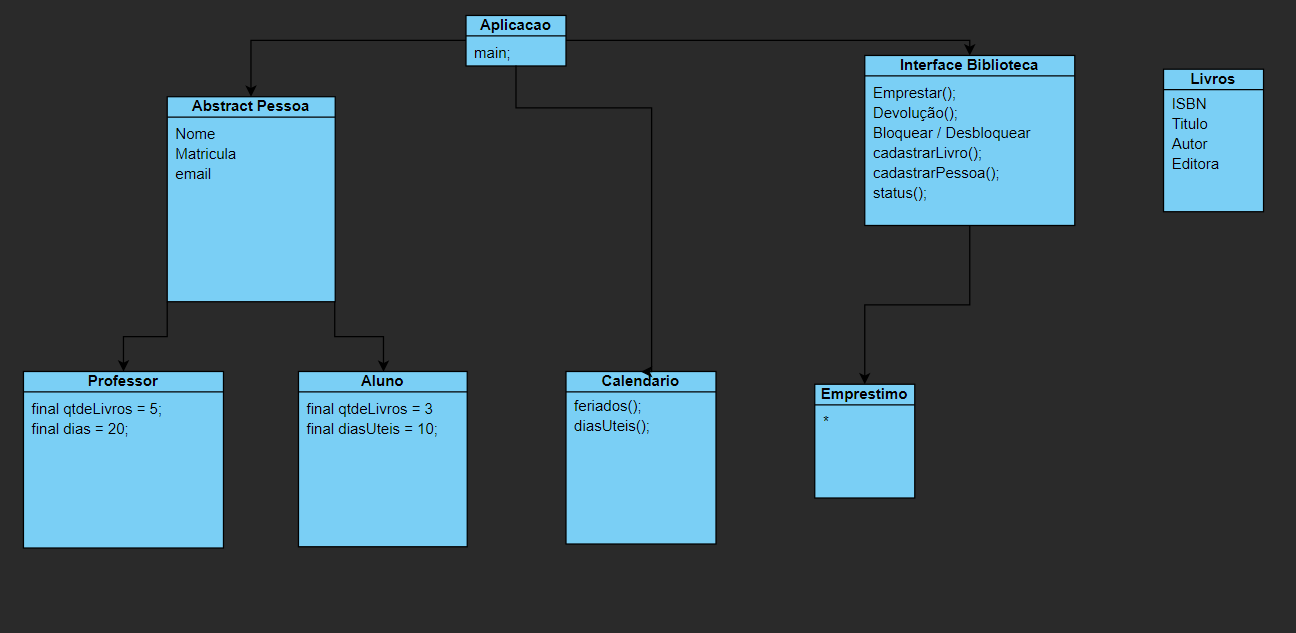 Aplicacao
main;
Abstract Pessoa
Nome
Matricula
email
Interface Biblioteca
Emprestar();
Devolução();
Bloquear / Desbloquear
cadastrarLivro();
cadastrarPessoa();
status();
Livros
ISBN
Titulo
Autor
Editora
Professor
final qtdeLivros = 5;
final dias = 20;
Aluno
final qtdeLivros = 3
final diasUteis = 10;
Calendario
feriados();
diasUteis();
Emprestimo
*